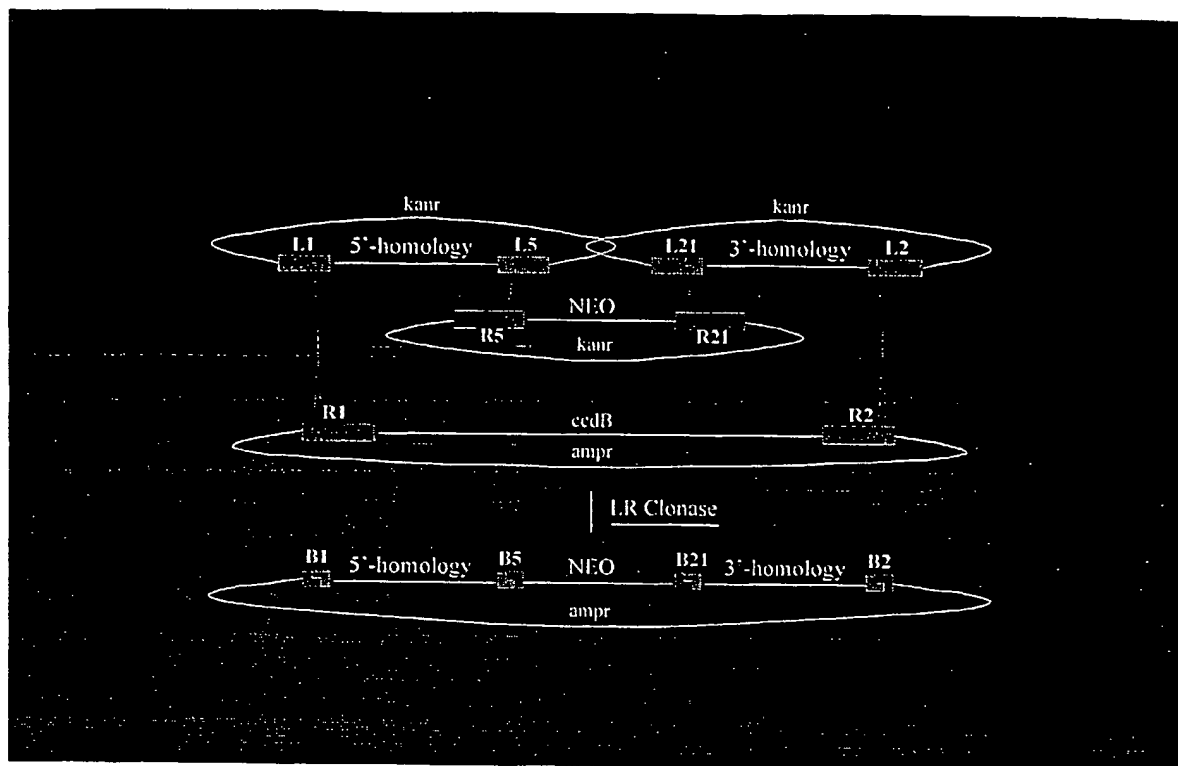 kanr kanr
L1 5'-homology L5 L21 3'-homology L2
NEO
R5 R21
kanr
R1 R2
ccdB
ampr
LR Clonase
B1 5'-homology B5 NEO B21 3'-homology B2
ampr